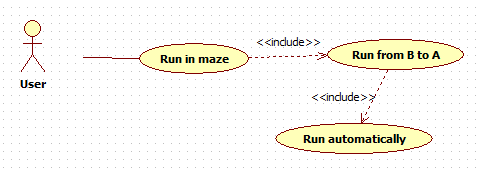 <<include>>
Run in maze
Run from B to A
User
<<include>>
Run automatically